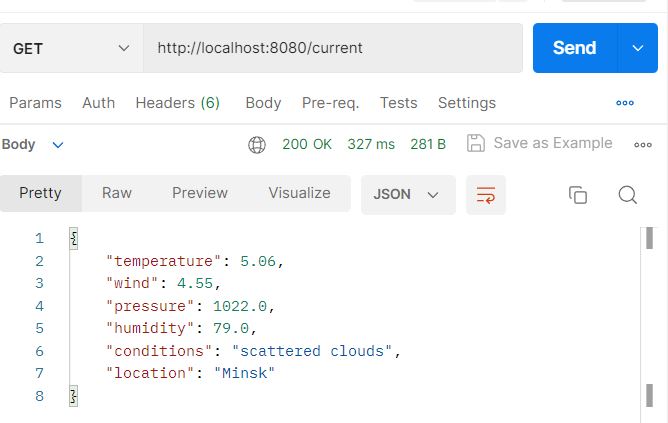 GET http://localhost:8080/current Send
Params Auth Headers (6) Body Pre-req. Tests Settings
Body 200 OK 327 ms 281 B Save as Example
Pretty Raw Preview Visualize JSON
1 {
2 "temperature": 5.06,
3 "wind": 4.55,
4 "pressure": 1022.0,
5 "humidity": 79.0,
6 "conditions": "scattered clouds",
7 "location": "Minsk"
8 }